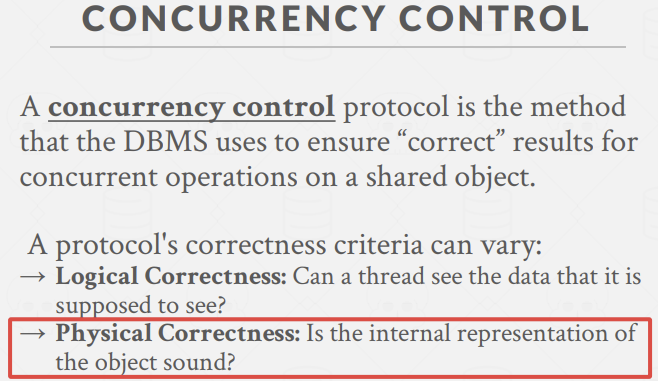 CONCURRENCY CONTROL
A concurrency control protocol is the method
that the DBMS uses to ensure “correct” results for
concurrent operations on a shared object.
A protocol's correctness criteria can vary:
→ Logical Correctness: Can a thread see the data that it is
supposed to see?
→ Physical Correctness: Is the internal representation of
the object sound?